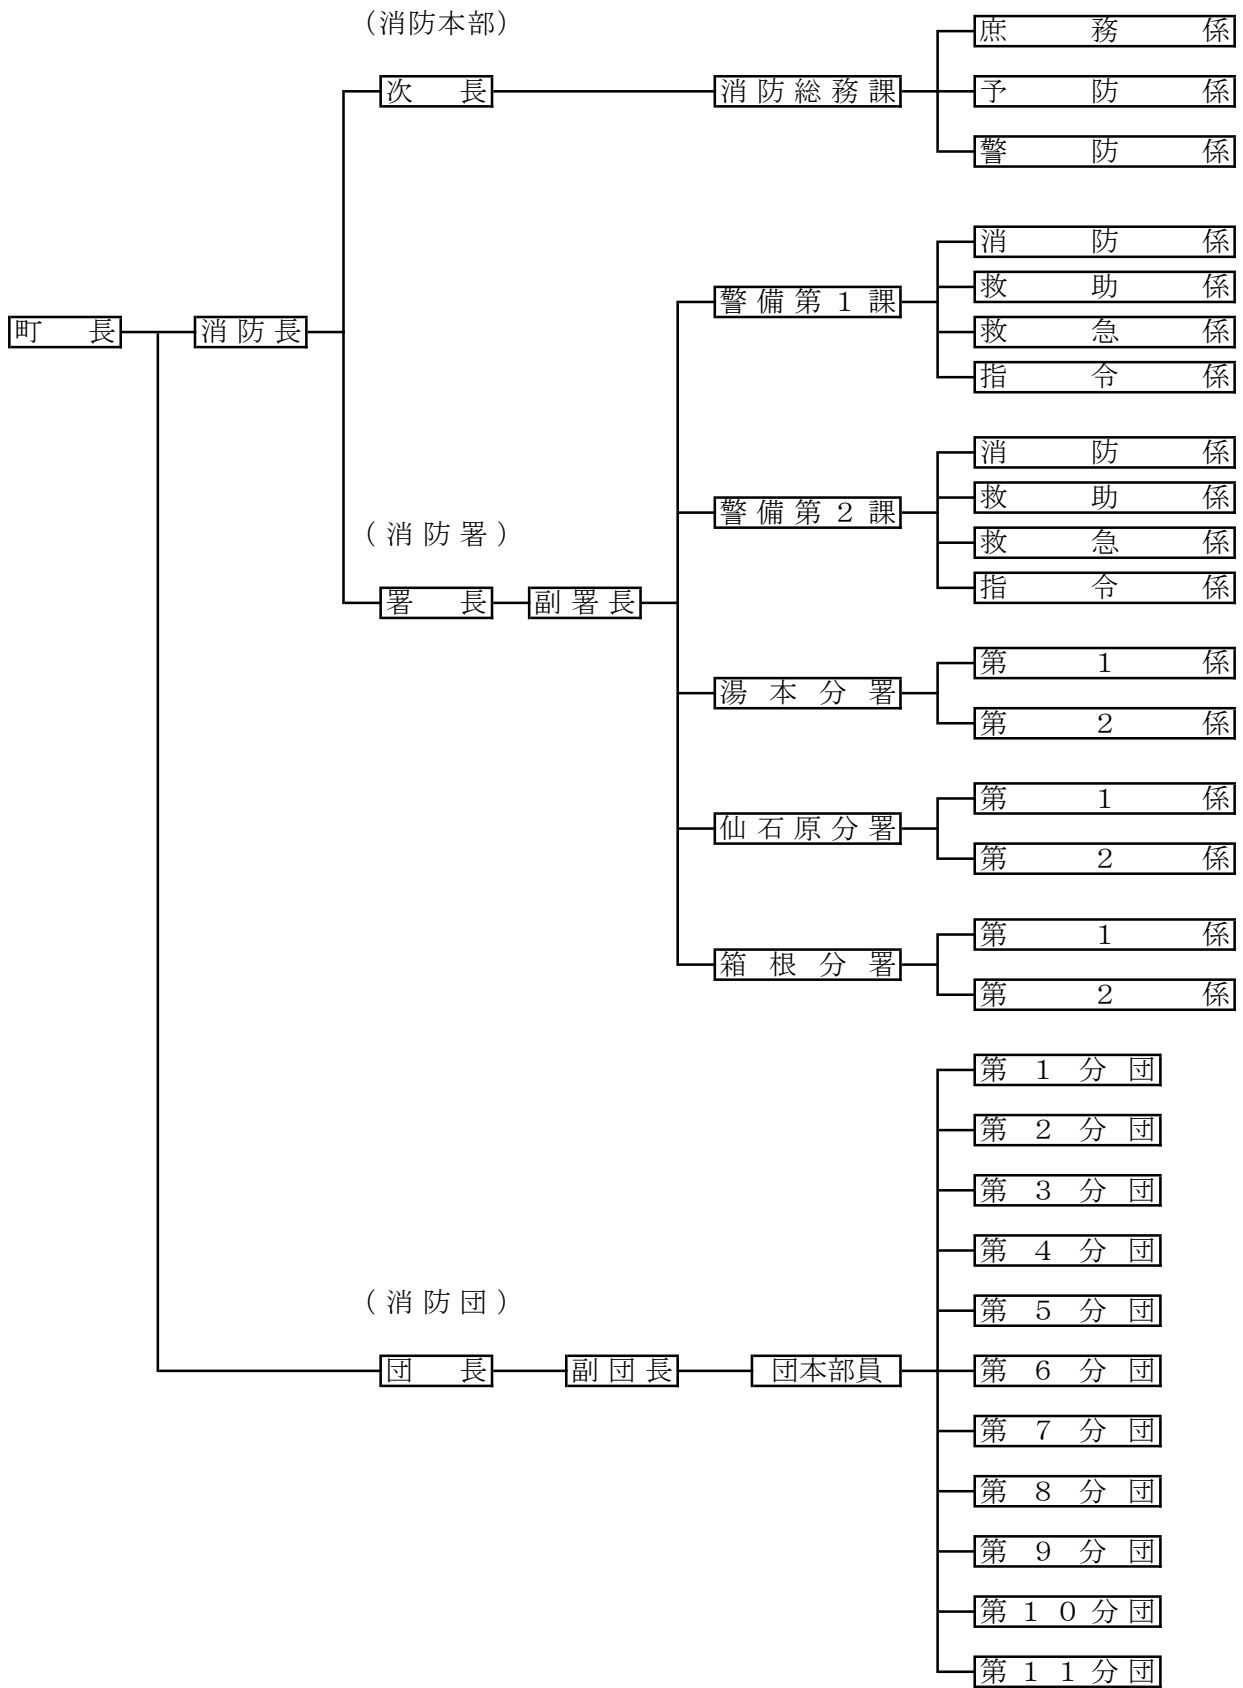 （消防本部）
庶務係
次長
消防総務課
予防係
警防係
消防係
救助係
警備第１課
救急係
指令係
町長
消防長
消防係
救助係
警備第２課
救急係
指令係
（消防署）
署長
副署長
第１係
湯本分署
第２係
第１係
仙石原分署
第２係
第１係
箱根分署
第２係
第１分団
第２分団
第３分団
第４分団
第５分団
（消防団）
団長
副団長
団本部員
第６分団
第７分団
第８分団
第９分団
第１０分団
第１１分団